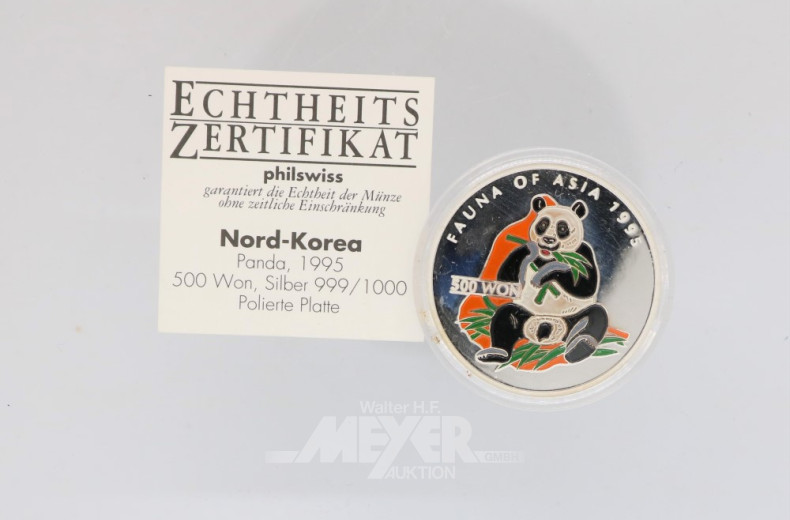 ECHTHEITS
ZERTIFIKAT
philswiss
garantiert die Echtheit der Münze
ohne zeitliche Einschränkung
Nord-Korea
Panda, 1995
500 Won, Silber 999/1000
Polierte Platte
FAUNA OF ASIA 1995
500 WON
Walter H.F.
MEYER
GMBH
AUKTION